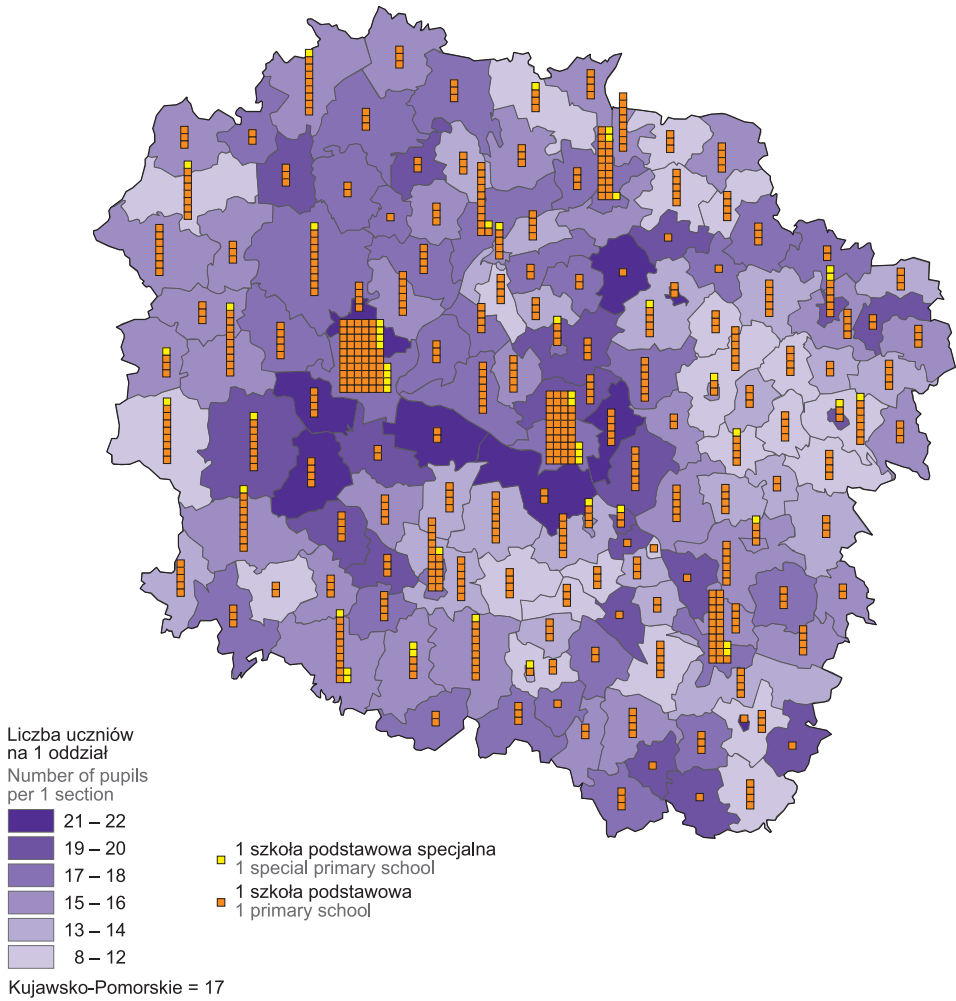 Liczba uczniów
na 1 oddział
Number of pupils
per 1 section
21 – 22
19 – 20
17 – 18
15 – 16
13 – 14
8 – 12
Kujawsko-Pomorskie = 17
1 szkoła podstawowa specjalna
1 special primary school
1 szkoła podstawowa
1 primary school